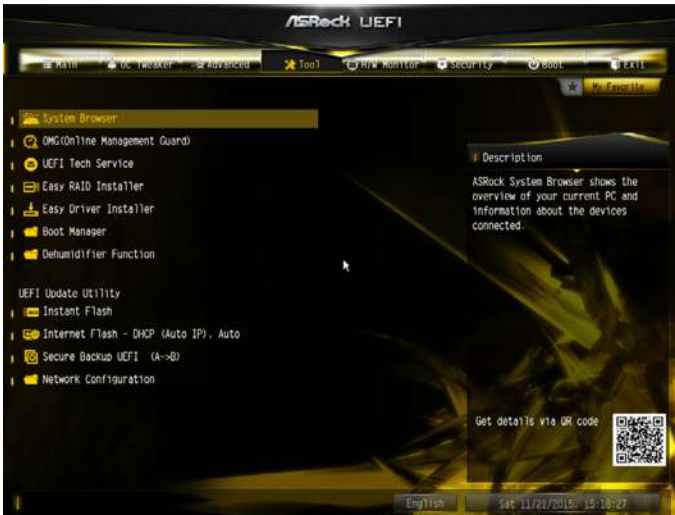 ASRock UEFI
Main OC Tweaker Advanced Tool H/W Monitor Security Boot Exit
My Favorite
System Browser
OMG(Online Management Guard)
UEFI Tech Service
Easy RAID Installer
Easy Driver Installer
Boot Manager
Dehumidifier Function
UEFI Update Utility
Instant Flash
Internet Flash - DHCP (Auto IP), Auto
Secure Backup UEFI (A->B)
Network Configuration
Description
ASRock System Browser shows the
overview of your current PC and
information about the devices
connected.
Get details via QR code
English
Sat 11/21/2015, 15:18:27